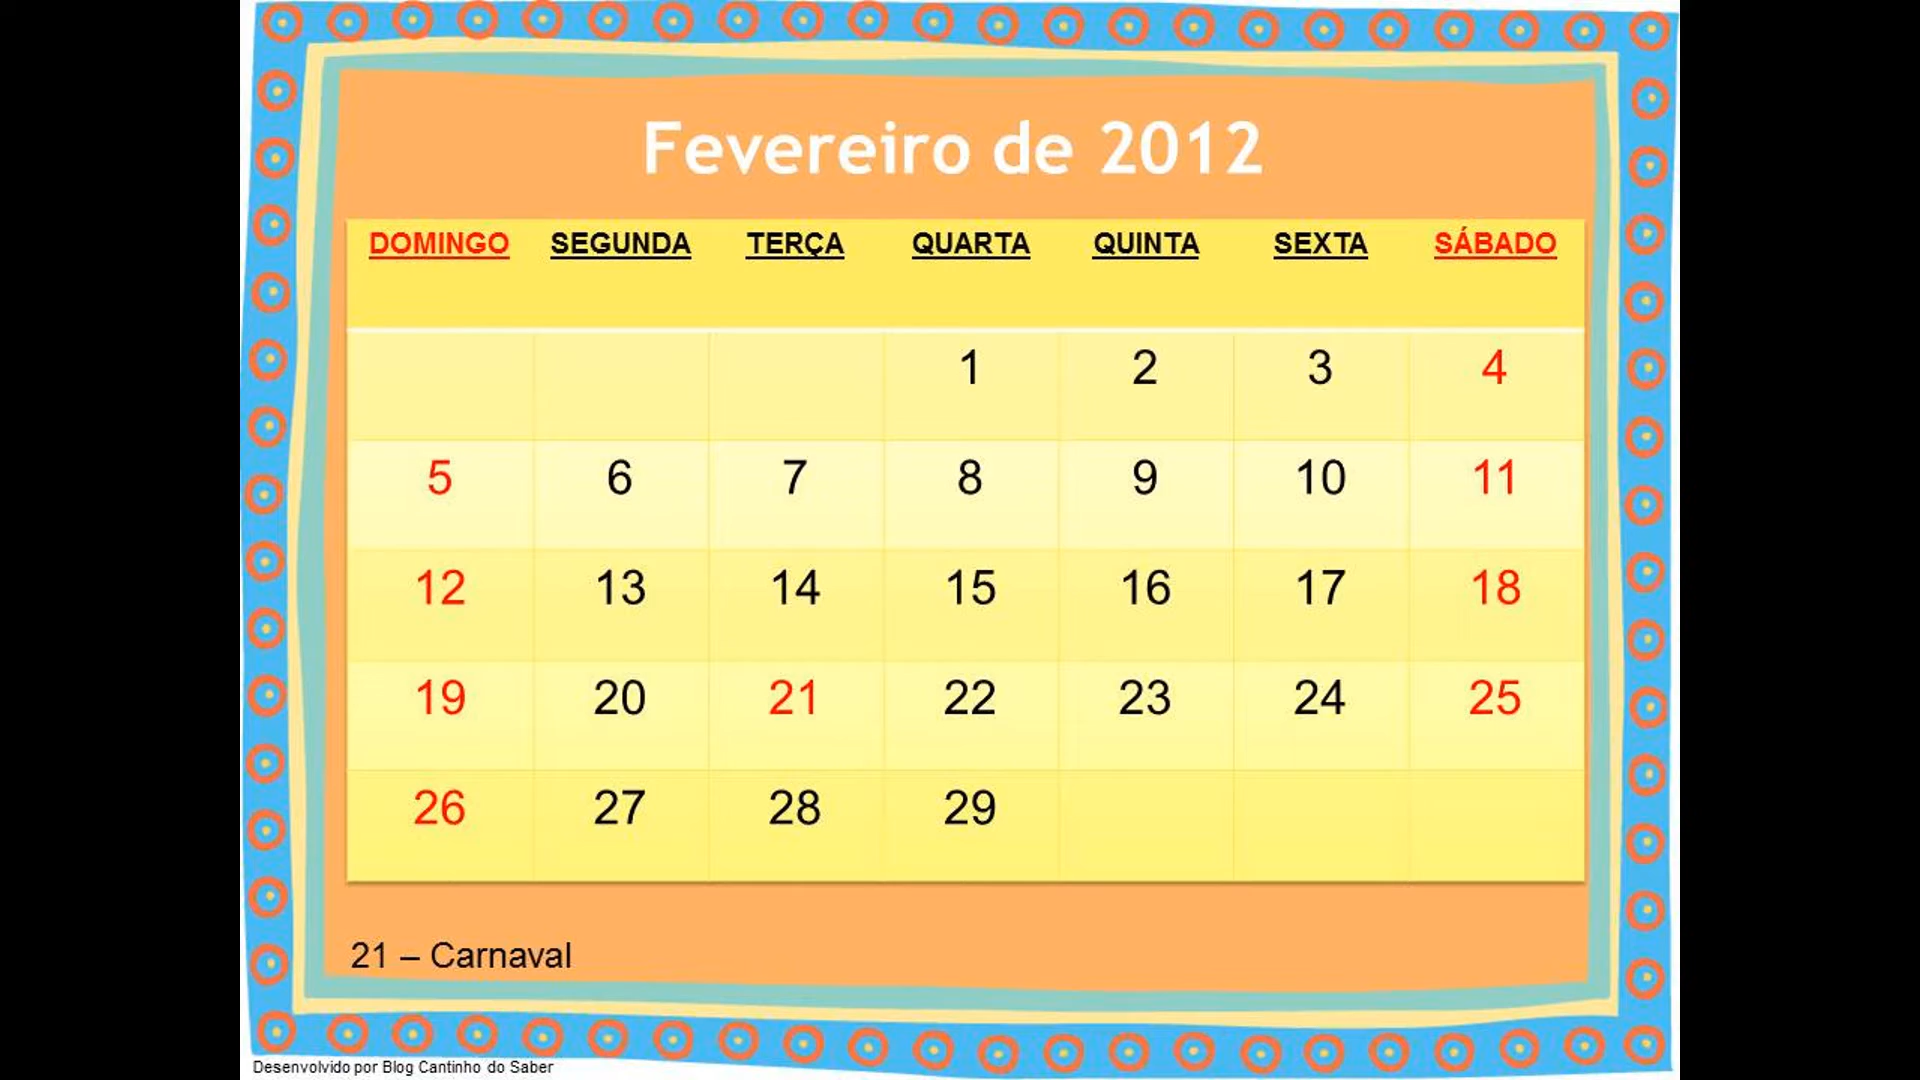 Fevereiro de 2012
DOMINGO SEGUNDA TERÇA QUARTA QUINTA SEXTA SÁBADO
1 2 3 4
5 6 7 8 9 10 11
12 13 14 15 16 17 18
19 20 21 22 23 24 25
26 27 28 29
21 – Carnaval
Desenvolvido por Blog Cantinho do Saber